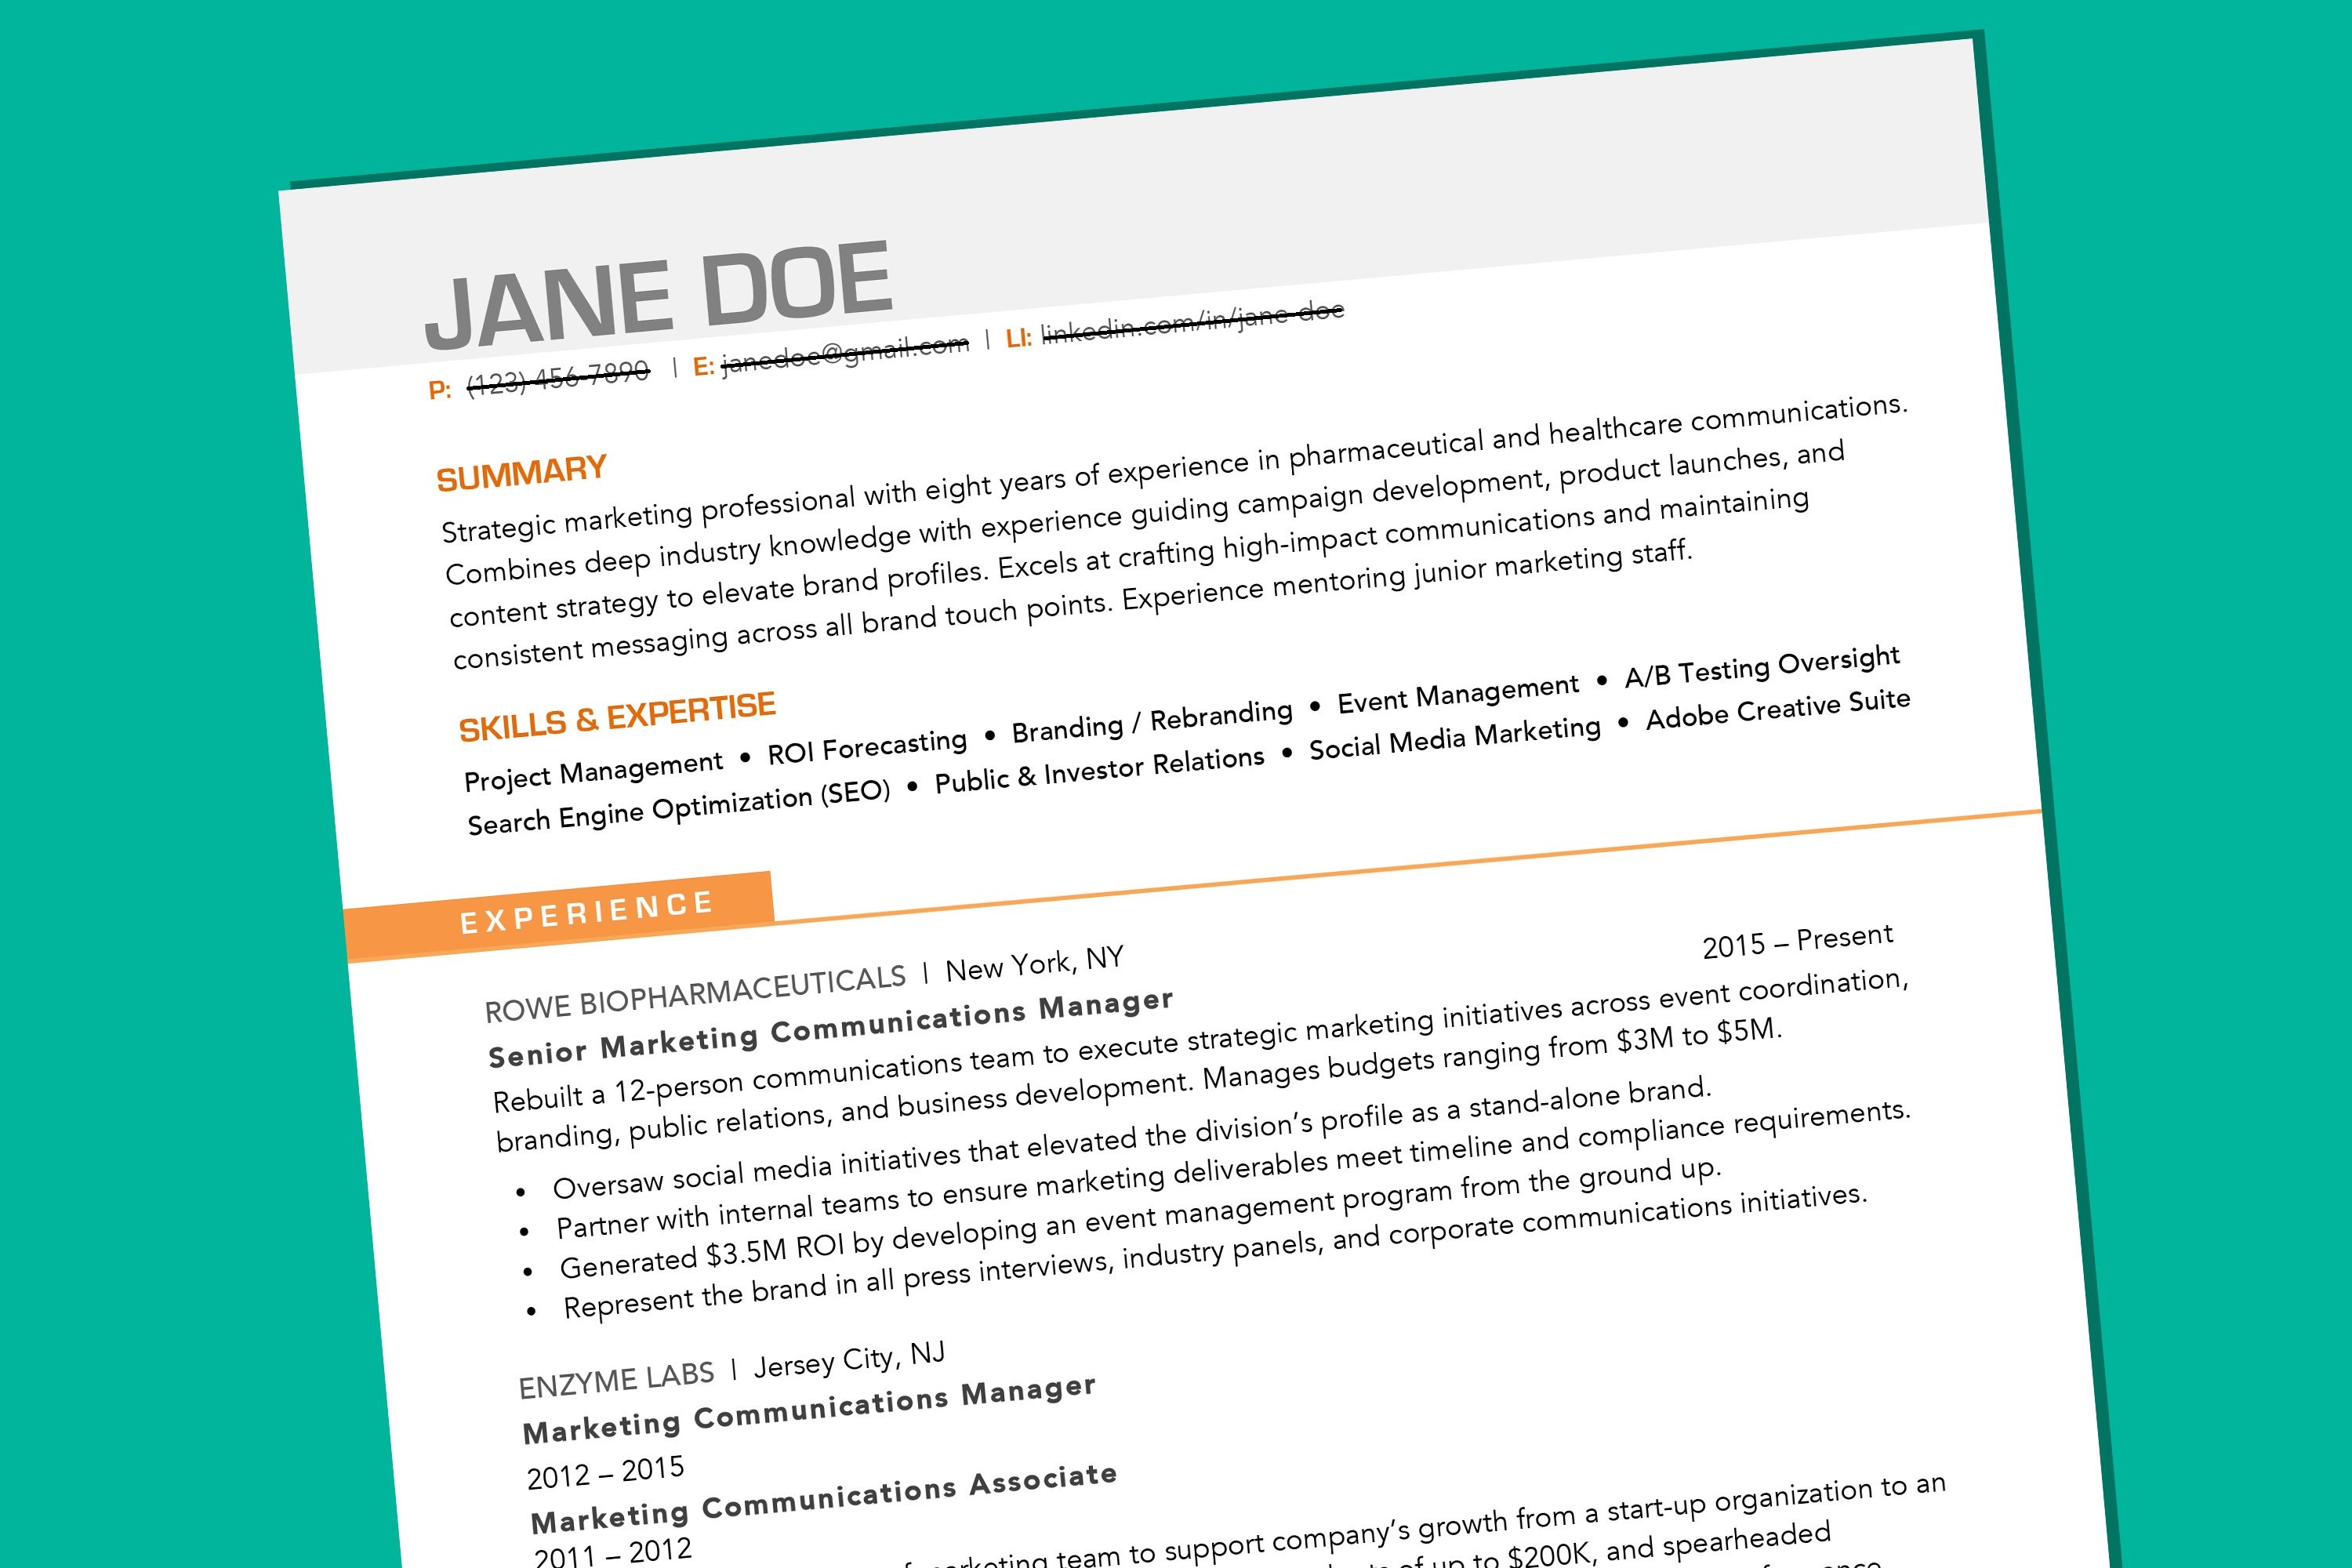 JANE DOE
P: (123) 456-7890 | E: janedoe@gmail.com | LI: linkedin.com/in/jane-doe
SUMMARY
Strategic marketing professional with eight years of experience in pharmaceutical and healthcare communications.
Combines deep industry knowledge with experience guiding campaign development, product launches, and
content strategy to elevate brand profiles. Excels at crafting high-impact communications and maintaining
consistent messaging across all brand touch points. Experience mentoring junior marketing staff.
SKILLS & EXPERTISE
Project Management • ROI Forecasting • Branding / Rebranding • Event Management • A/B Testing Oversight
Search Engine Optimization (SEO) • Public & Investor Relations • Social Media Marketing • Adobe Creative Suite
EXPERIENCE
ROWE BIOPHARMACEUTICALS | New York, NY 2015 – Present
Senior Marketing Communications Manager
Rebuilt a 12-person communications team to execute strategic marketing initiatives across event coordination,
branding, public relations, and business development. Manages budgets ranging from $3M to $5M.
• Oversaw social media initiatives that elevated the division's profile as a stand-alone brand.
• Partner with internal teams to ensure marketing deliverables meet timeline and compliance requirements.
• Generated $3.5M ROI by developing an event management program from the ground up.
• Represent the brand in all press interviews, industry panels, and corporate communications initiatives.
ENZYME LABS | Jersey City, NJ
Marketing Communications Manager
2012 – 2015
Marketing Communications Associate
2011 – 2012
marketing team to support company's growth from a start-up organization to an
of up to $200K, and spearheaded